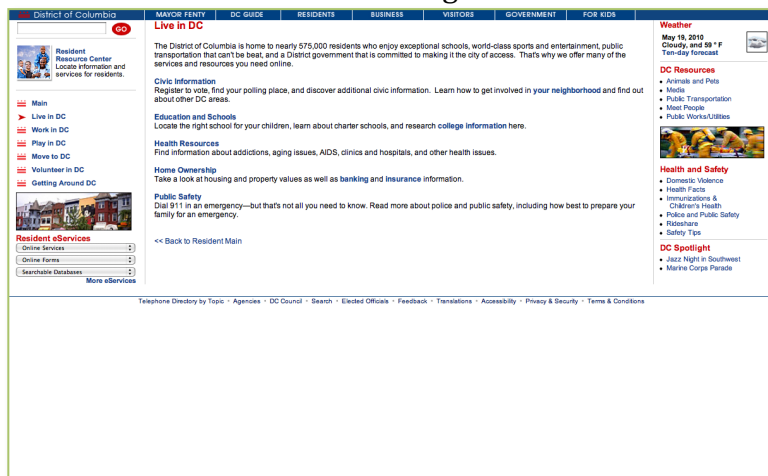 District of Columbia
MAYOR FENTY
DC GUIDE
RESIDENTS
BUSINESS
VISITORS
GOVERNMENT
FOR KIDS
GO
Resident
Resource Center
Locate information and
services for residents.
Main
Live in DC
Work in DC
Play in DC
Move to DC
Volunteer in DC
Getting Around DC
Resident eServices
Online Services
Online Forms
Searchable Databases
More eServices
Live in DC
The District of Columbia is home to nearly 575,000 residents who enjoy exceptional schools, world-class sports and entertainment, public
transportation that can't be beat, and a District government that is committed to making it the city of access. That's why we offer many of the
services and resources you need online.
Civic Information
Register to vote, find your polling place, and discover additional civic information. Learn how to get involved in your neighborhood and find out
about other DC areas.
Education and Schools
Locate the right school for your children, learn about charter schools, and research college information here.
Health Resources
Find information about addictions, aging issues, AIDS, clinics and hospitals, and other health issues.
Home Ownership
Take a look at housing and property values as well as banking and insurance information.
Public Safety
Dial 911 in an emergency—but that's not all you need to know. Read more about police and public safety, including how best to prepare your
family for an emergency.
<< Back to Resident Main
Weather
May 19, 2010
Cloudy, and 59 ° F
Ten-day forecast
DC Resources
• Animals and Pets
• Media
• Public Transportation
• Meet People
• Public Works/Utilities
Health and Safety
• Domestic Violence
• Health Facts
• Immunizations &
Children's Health
• Police and Public Safety
• Rideshare
• Safety Tips
DC Spotlight
• Jazz Night in Southwest
• Marine Corps Parade
Telephone Directory by Topic • Agencies • DC Council • Search • Elected Officials • Feedback • Translations • Accessibility • Privacy & Security • Terms & Conditions